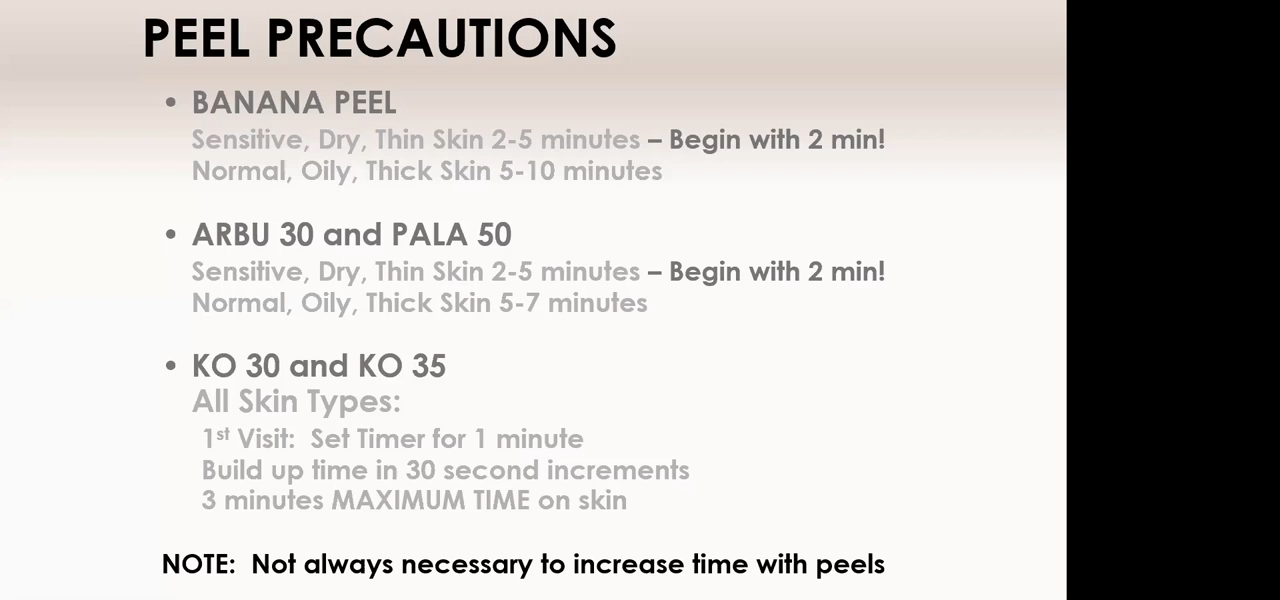 PEEL PRECAUTIONS
• BANANA PEEL
Sensitive, Dry, Thin Skin 2-5 minutes – Begin with 2 min!
Normal, Oily, Thick Skin 5-10 minutes
• ARBU 30 and PALA 50
Sensitive, Dry, Thin Skin 2-5 minutes – Begin with 2 min!
Normal, Oily, Thick Skin 5-7 minutes
• KO 30 and KO 35
All Skin Types:
1st Visit: Set Timer for 1 minute
Build up time in 30 second increments
3 minutes MAXIMUM TIME on skin
NOTE: Not always necessary to increase time with peels